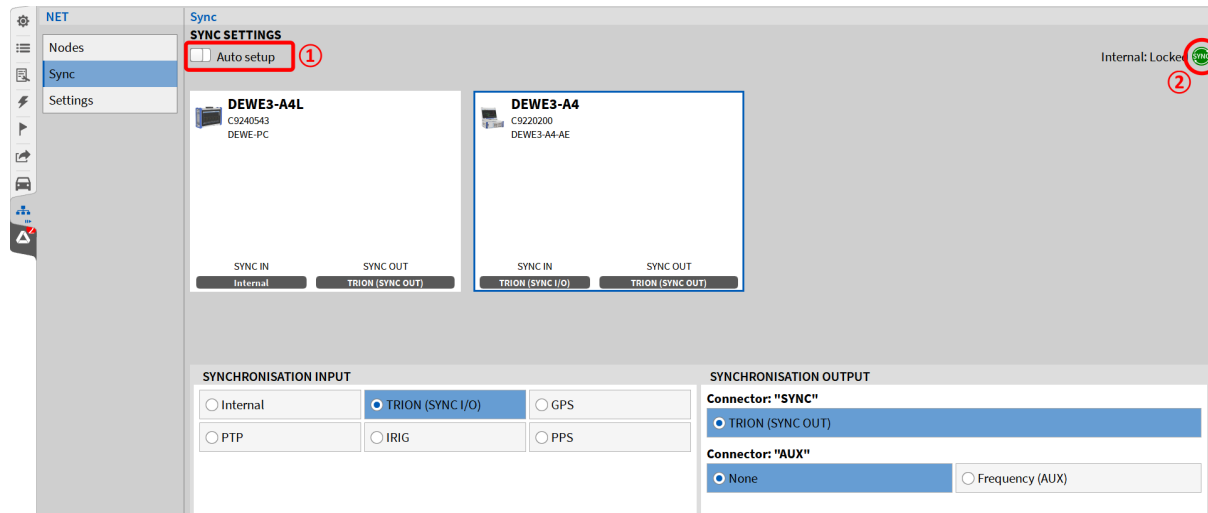 NET
Nodes
Sync
Settings
Sync
SYNC SETTINGS
Auto setup
①
Internal: Locked
SYNC
②
DEWE3-A4L
C9240543
DEWE-PC
SYNC IN
SYNC OUT
Internal
TRION (SYNC OUT)
DEWE3-A4
C9220200
DEWE3-A4-AE
SYNC IN
SYNC OUT
TRION (SYNC I/O)
TRION (SYNC OUT)
SYNCHRONISATION INPUT
Internal
TRION (SYNC I/O)
GPS
PTP
IRIG
PPS
SYNCHRONISATION OUTPUT
Connector: "SYNC"
TRION (SYNC OUT)
Connector: "AUX"
None
Frequency (AUX)